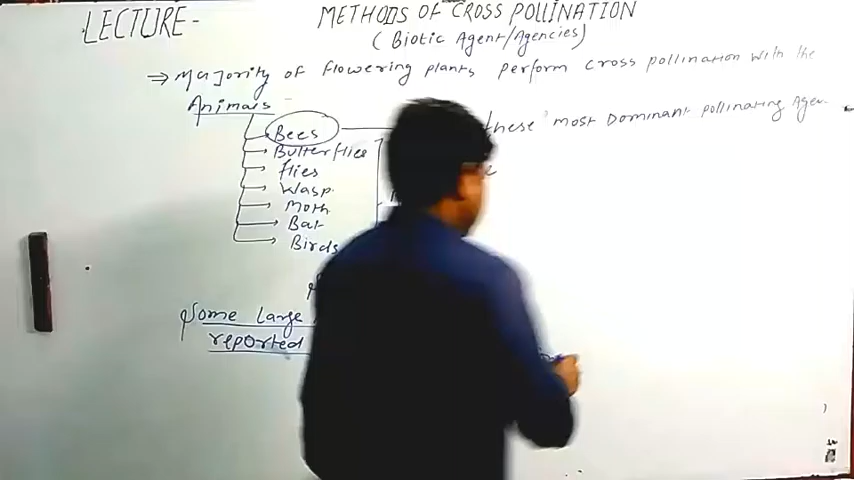 LECTURE-
METHODS OF CROSS POLLINATION
(Biotic Agent/Agencies)
⇒ Majority of flowering plants perform cross pollination with the
Animals
Bees
these most Dominant pollinating Agen
Butterflies
flies
Wasp.
Moth
Bat
Birds
Some large
reported